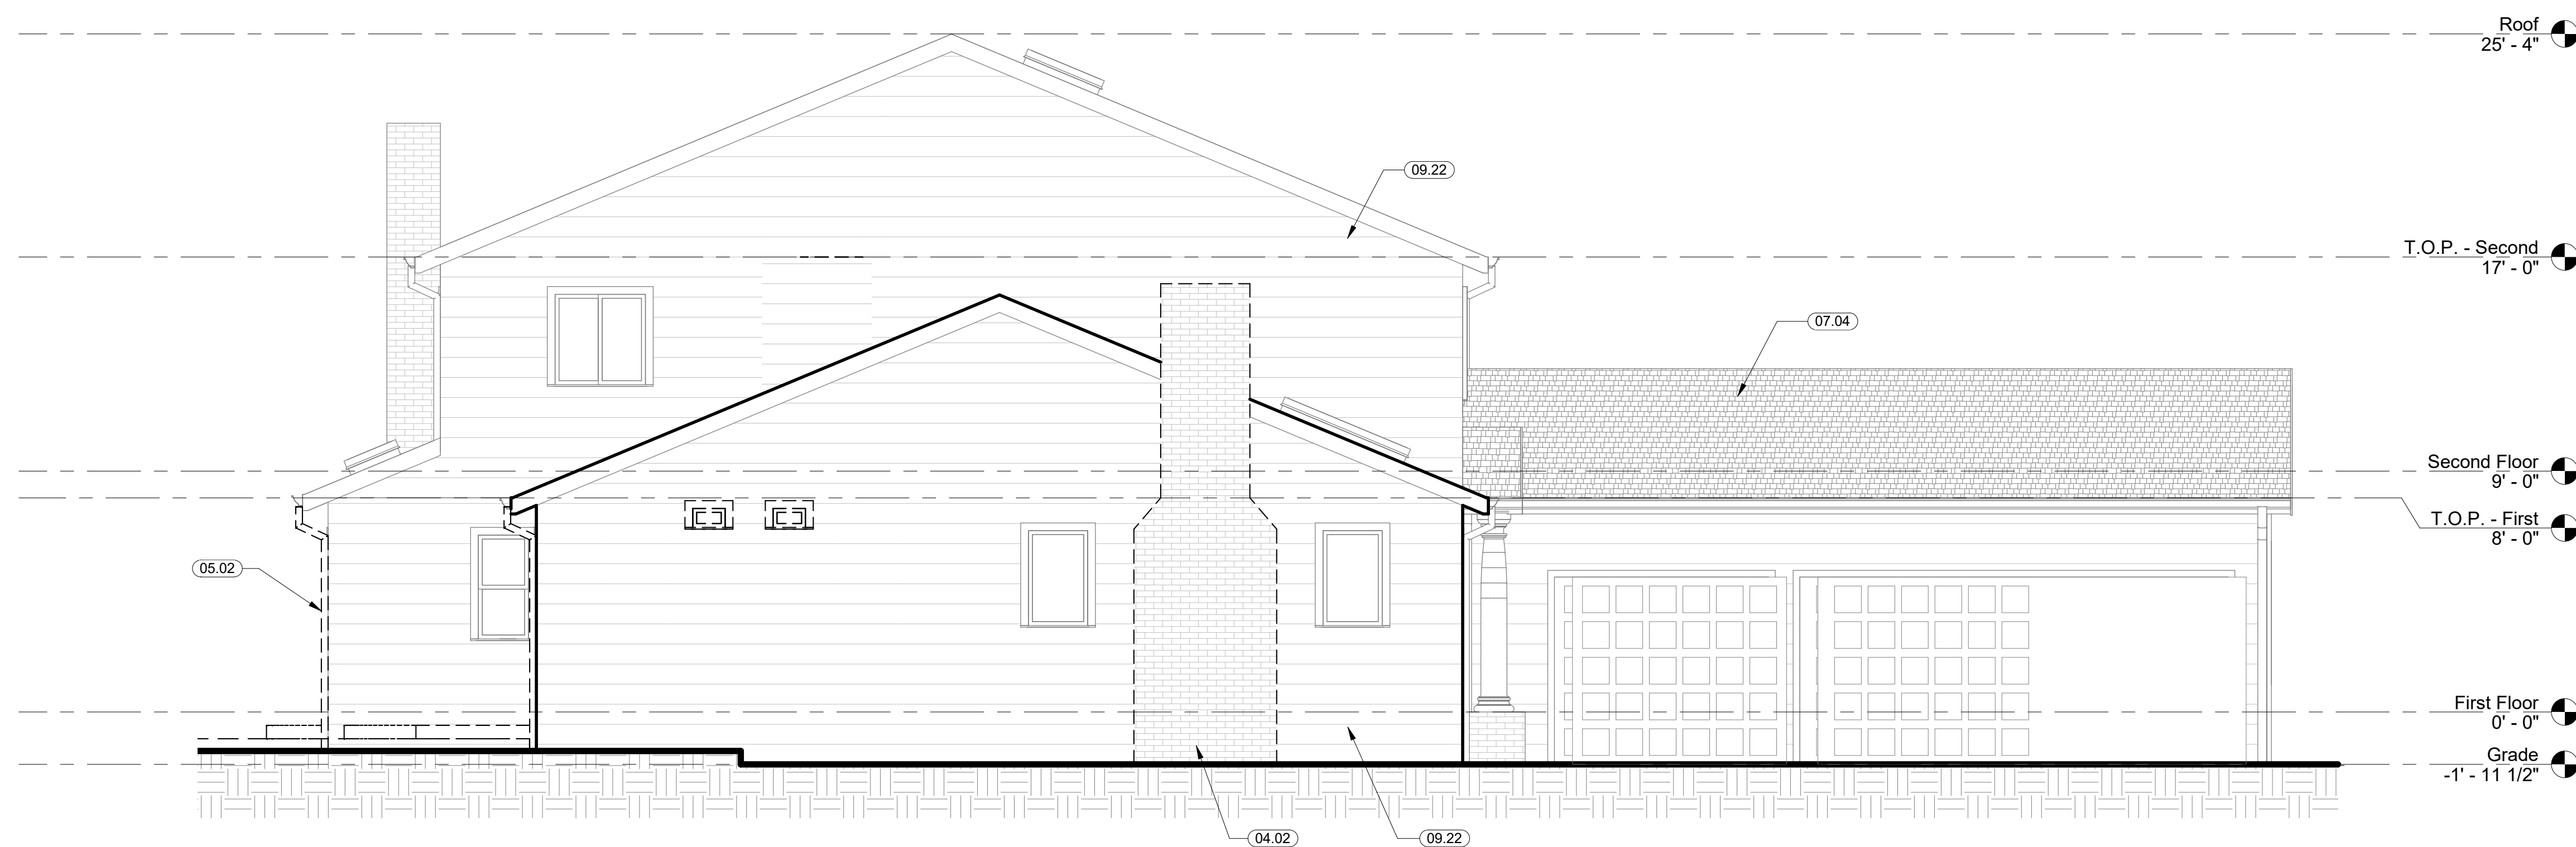 Roof
25' - 4"
09.22
T.O.P. - Second
17' - 0"
07.04
Second Floor
9' - 0"
T.O.P. - First
8' - 0"
05.02
First Floor
0' - 0"
Grade
-1' - 11 1/2"
04.02
09.22